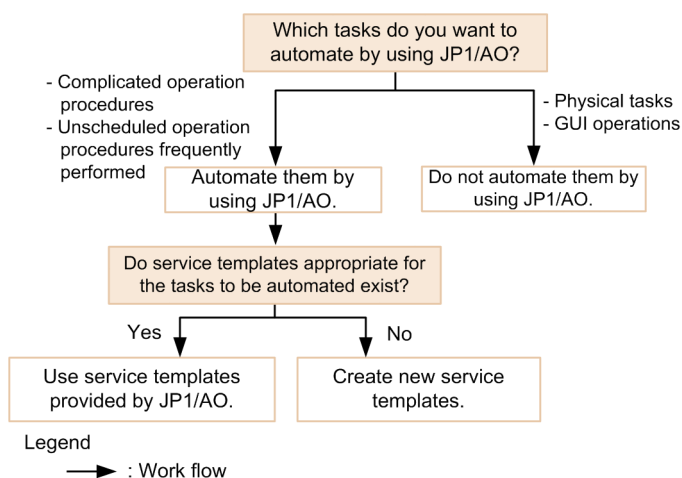 Which tasks do you want to
automate by using JP1/AO?
- Complicated operation
procedures
- Unscheduled operation
procedures frequently
performed
- Physical tasks
- GUI operations
Automate them by
using JP1/AO.
Do not automate them by
using JP1/AO.
Do service templates appropriate for
the tasks to be automated exist?
Yes
No
Use service templates
provided by JP1/AO.
Create new service
templates.
Legend
: Work flow